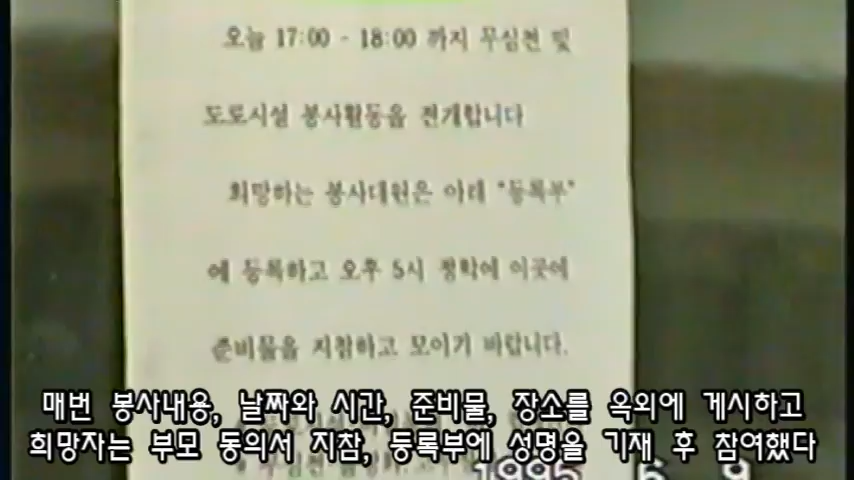 오늘 17:00 - 18:00 까지 무심천 및
도로시설 봉사활동을 전개합니다
희망하는 봉사대원은 아래 "등록부"
에 등록하고 오후 5시 정확에 이곳에
준비물을 지참하고 모이기 바랍니다.
매번 봉사내용, 날짜와 시간, 준비물, 장소를 옥외에 게시하고
희망자는 부모 동의서 지참, 등록부에 성명을 기재 후 참여했다
1995 6 9